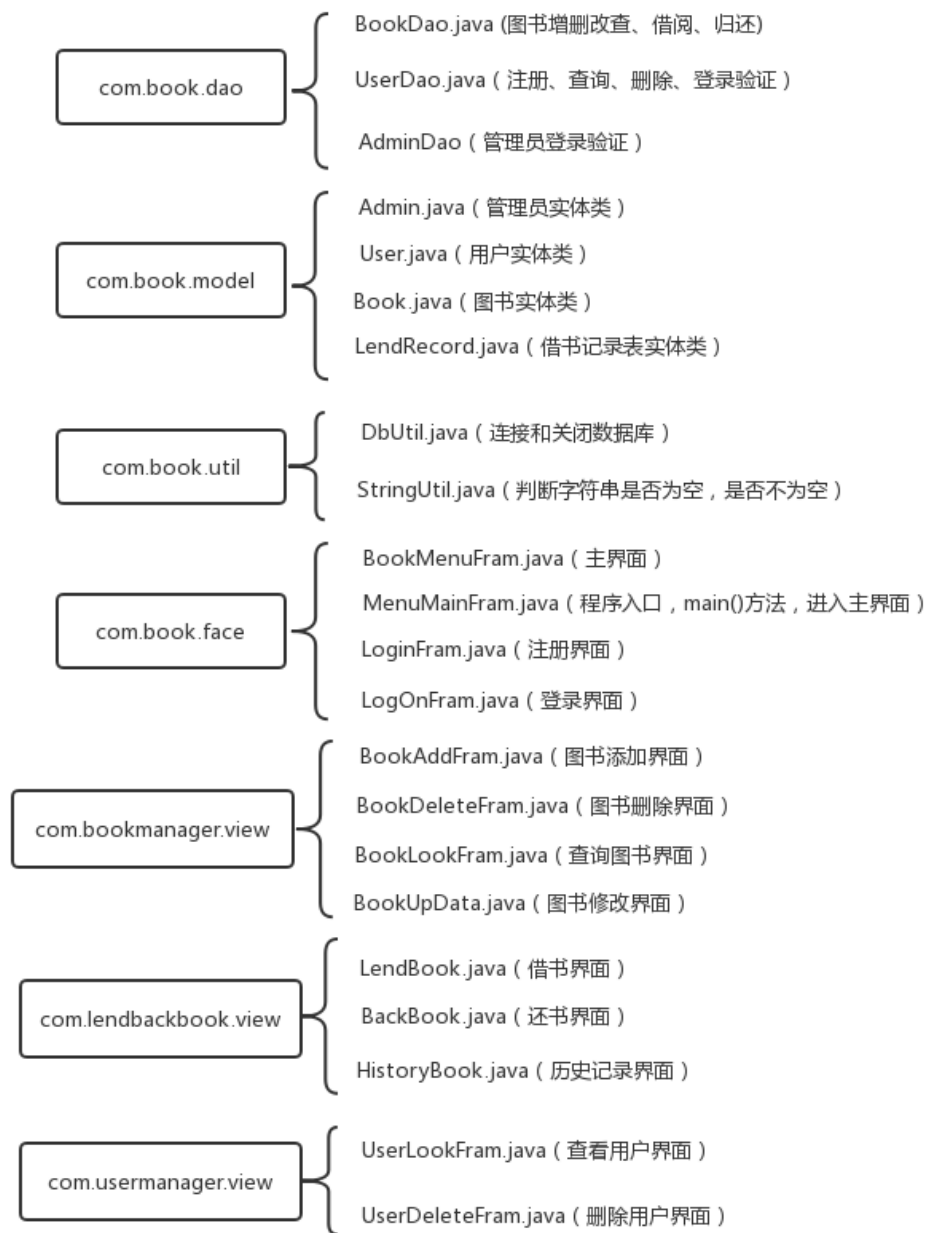 com.book.dao
BookDao.java (图书增删改查、借阅、归还)
UserDao.java（注册、查询、删除、登录验证）
AdminDao（管理员登录验证）
com.book.model
Admin.java（管理员实体类）
User.java（用户实体类）
Book.java（图书实体类）
LendRecord.java（借书记录表实体类）
com.book.util
DbUtil.java（连接和关闭数据库）
StringUtil.java（判断字符串是否为空，是否不为空）
com.book.face
BookMenuFram.java（主界面）
MenuMainFram.java（程序入口，main()方法，进入主界面）
LoginFram.java（注册界面）
LogOnFram.java（登录界面）
com.bookmanager.view
BookAddFram.java（图书添加界面）
BookDeleteFram.java（图书删除界面）
BookLookFram.java（查询图书界面）
BookUpData.java（图书修改界面）
com.lendbackbook.view
LendBook.java（借书界面）
BackBook.java（还书界面）
HistoryBook.java（历史记录界面）
com.usermanager.view
UserLookFram.java（查看用户界面）
UserDeleteFram.java（删除用户界面）